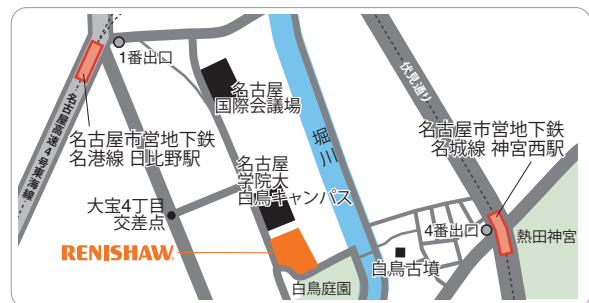 1番出口
名古屋
国際会議場
伏見通り
名古屋高速4号東海線
名古屋市営地下鉄
名港線 日比野駅
堀川
名古屋市営地下鉄
名城線 神宮西駅
名古屋
学院大
白鳥キャンパス
大宝4丁目
交差点
4番出口
熱田神宮
RENISHAW
白鳥古墳
白鳥庭園